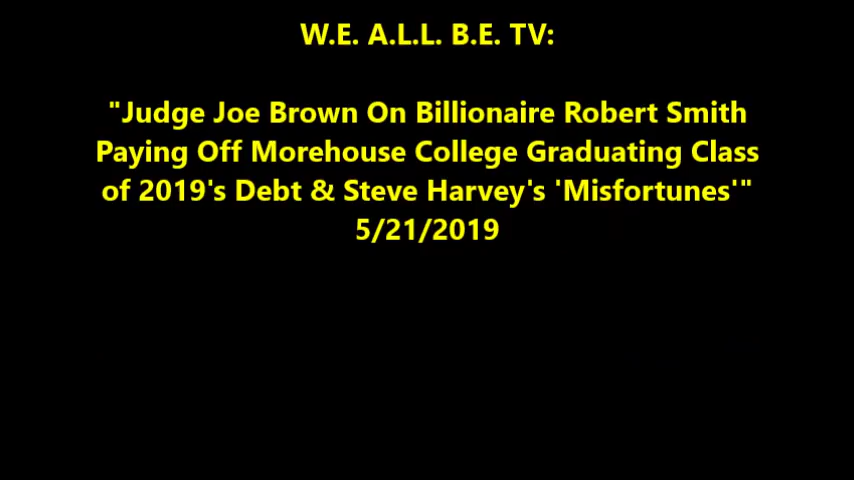 W.E. A.L.L. B.E. TV:
"Judge Joe Brown On Billionaire Robert Smith
Paying Off Morehouse College Graduating Class
of 2019's Debt & Steve Harvey's 'Misfortunes'"
5/21/2019